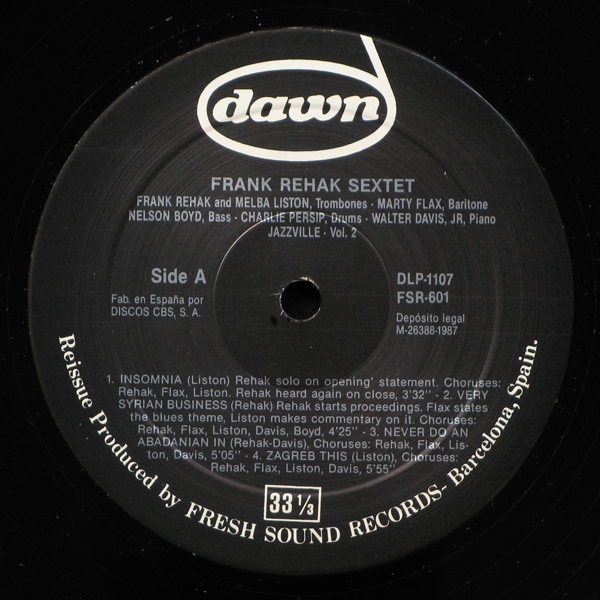 dawn
FRANK REHAK SEXTET
FRANK REHAK and MELBA LISTON, Trombones · MARTY FLAX, Baritone
NELSON BOYD, Bass · CHARLIE PERSIP, Drums · WALTER DAVIS, JR, Piano
JAZZVILLE · Vol. 2
Side A
Fab. en España por
DISCOS CBS, S. A.
DLP-1107
FSR-601
Depósito legal
M-26388-1987
1. INSOMNIA (Liston) Rehak solo on opening' statement. Choruses:
Rehak, Flax, Liston. Rehak heard again on close, 3'32'' - 2. VERY
SYRIAN BUSINESS (Rehak) Rehak starts proceedings. Flax states
the blues theme, Liston makes commentary on it. Choruses:
Rehak, Flax, Liston, Davis, Boyd, 4'25'' - 3. NEVER DO AN
ABADANIAN IN (Rehak-Davis), Choruses: Rehak, Flax, Lis-
ton, Davis, 5'05'' - 4. ZAGREB THIS (Liston), Choruses:
Rehak, Flax, Liston, Davis, 5'55''
33 1/3
Reissue Produced by FRESH SOUND RECORDS- Barcelona, Spain.